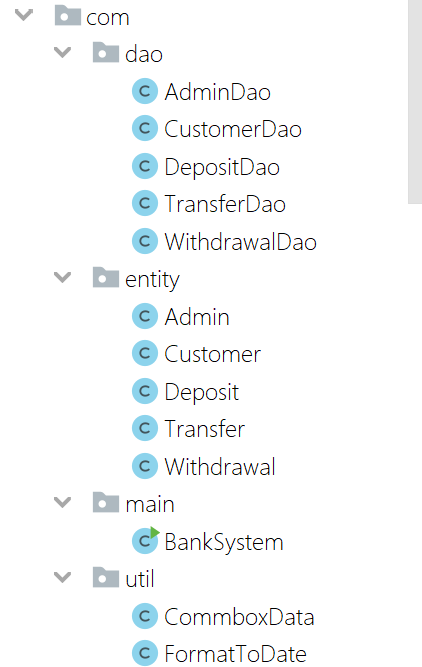 com
dao
C AdminDao
C CustomerDao
C DepositDao
C TransferDao
C WithdrawalDao
entity
C Admin
C Customer
C Deposit
C Transfer
C Withdrawal
main
C BankSystem
util
C CommboxData
C FormatToDate